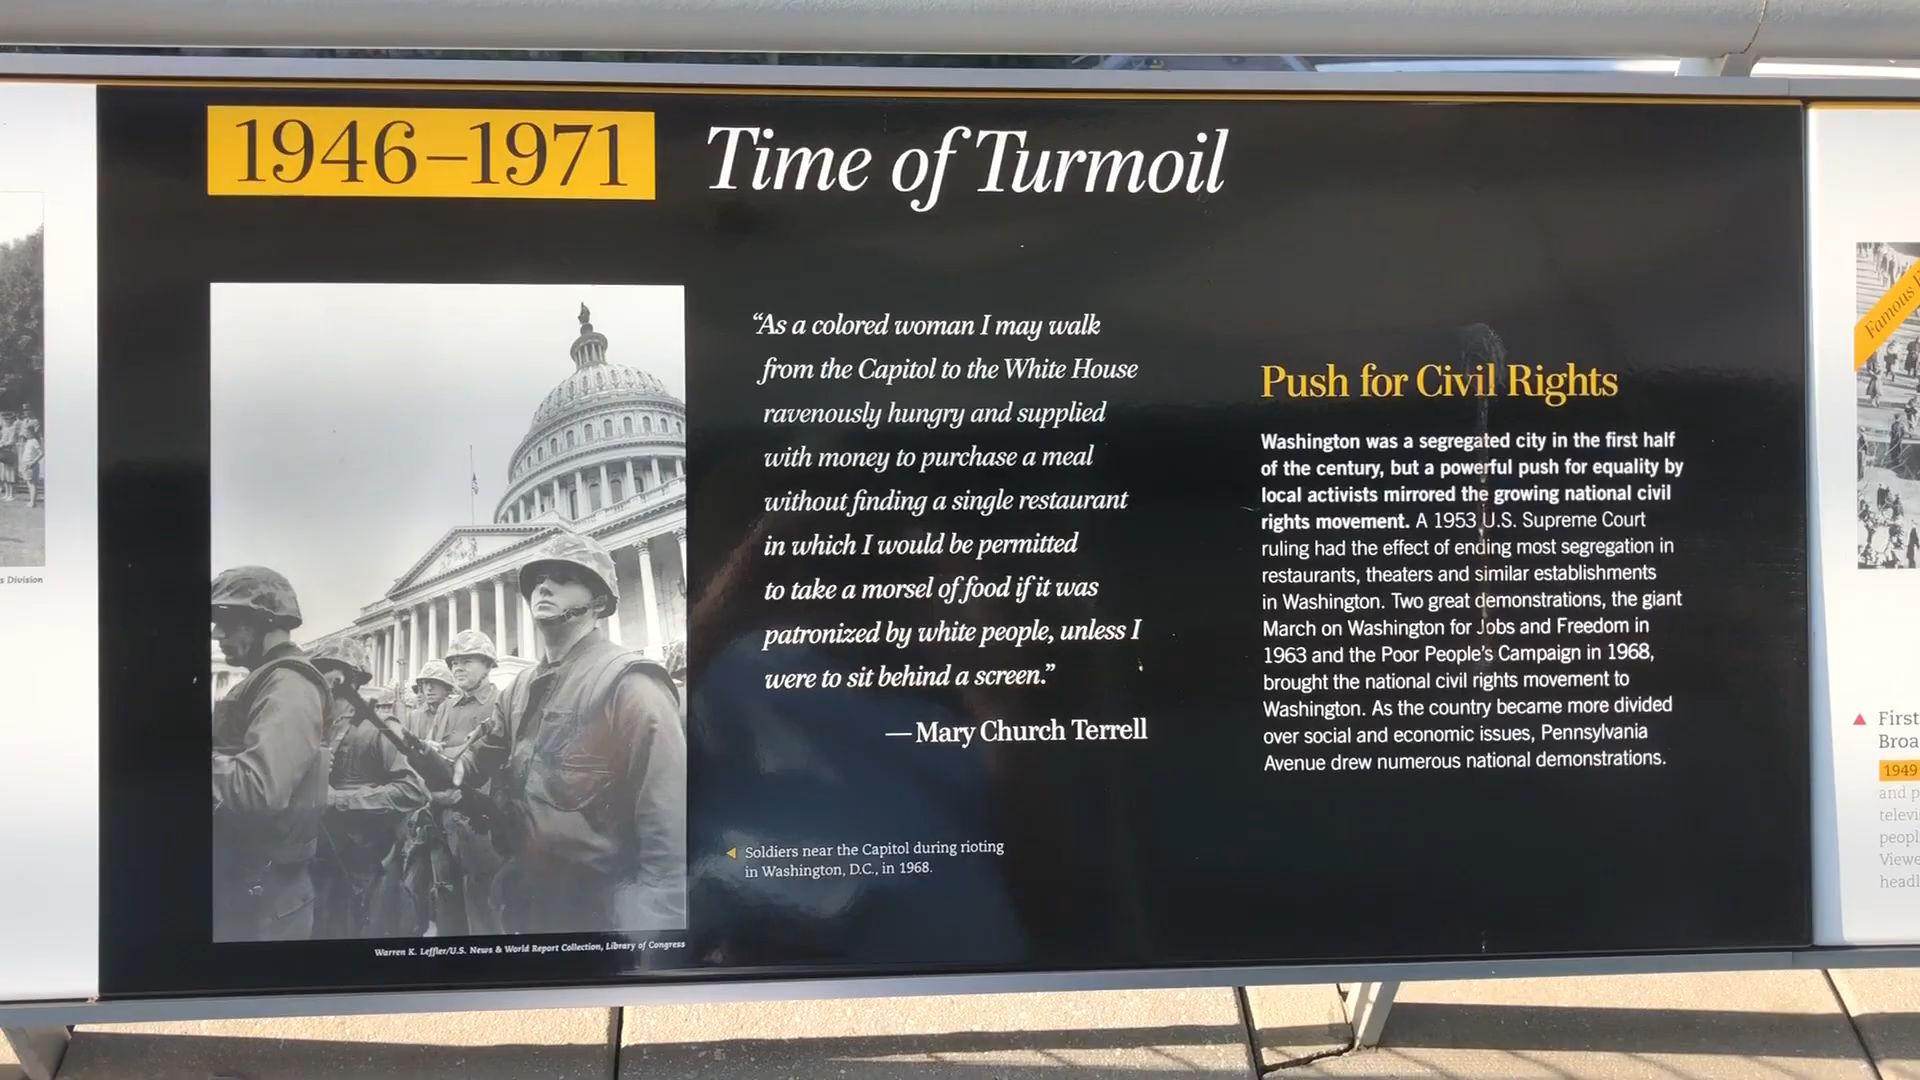 1946–1971
Time of Turmoil
“As a colored woman I may walk
from the Capitol to the White House
ravenously hungry and supplied
with money to purchase a meal
without finding a single restaurant
in which I would be permitted
to take a morsel of food if it was
patronized by white people, unless I
were to sit behind a screen.”
— Mary Church Terrell
Soldiers near the Capitol during rioting
in Washington, D.C., in 1968.
Warren K. Leffler/U.S. News & World Report Collection, Library of Congress
Push for Civil Rights
Washington was a segregated city in the first half
of the century, but a powerful push for equality by
local activists mirrored the growing national civil
rights movement. A 1953 U.S. Supreme Court
ruling had the effect of ending most segregation in
restaurants, theaters and similar establishments
in Washington. Two great demonstrations, the giant
March on Washington for Jobs and Freedom in
1963 and the Poor People’s Campaign in 1968,
brought the national civil rights movement to
Washington. As the country became more divided
over social and economic issues, Pennsylvania
Avenue drew numerous national demonstrations.
Division
Famous
First
1949
and